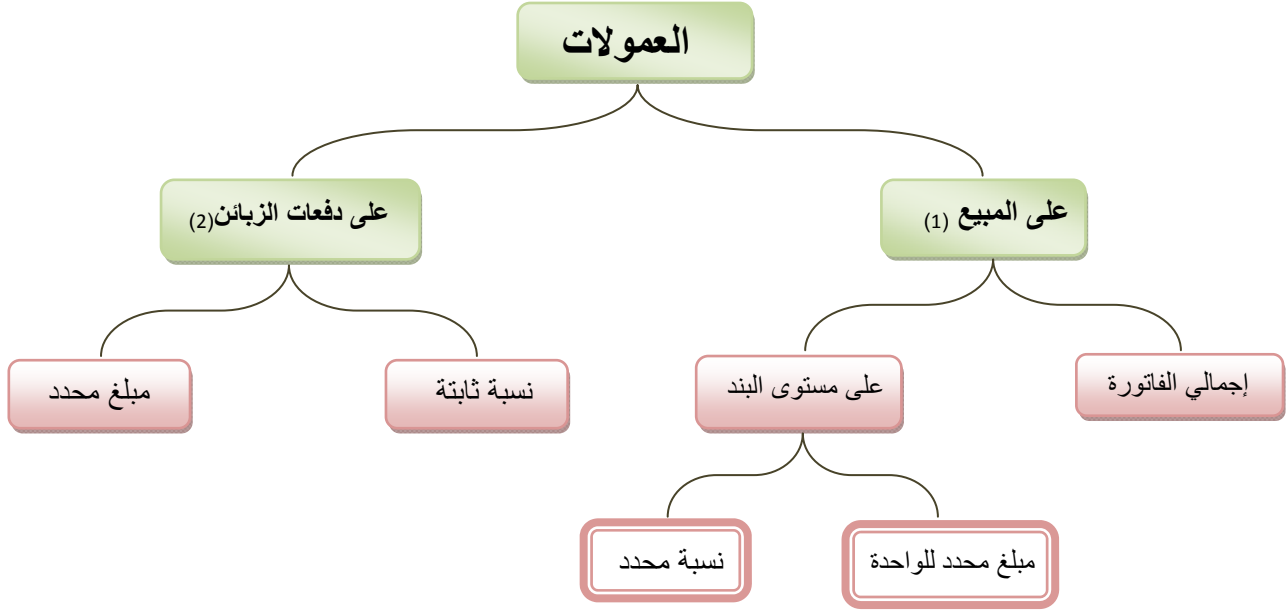 العمولات
على المبيع (1)
على دفعات الزبائن(2)
إجمالي الفاتورة
على مستوى البند
نسبة ثابتة
مبلغ محدد
مبلغ محدد للواحدة
نسبة محدد